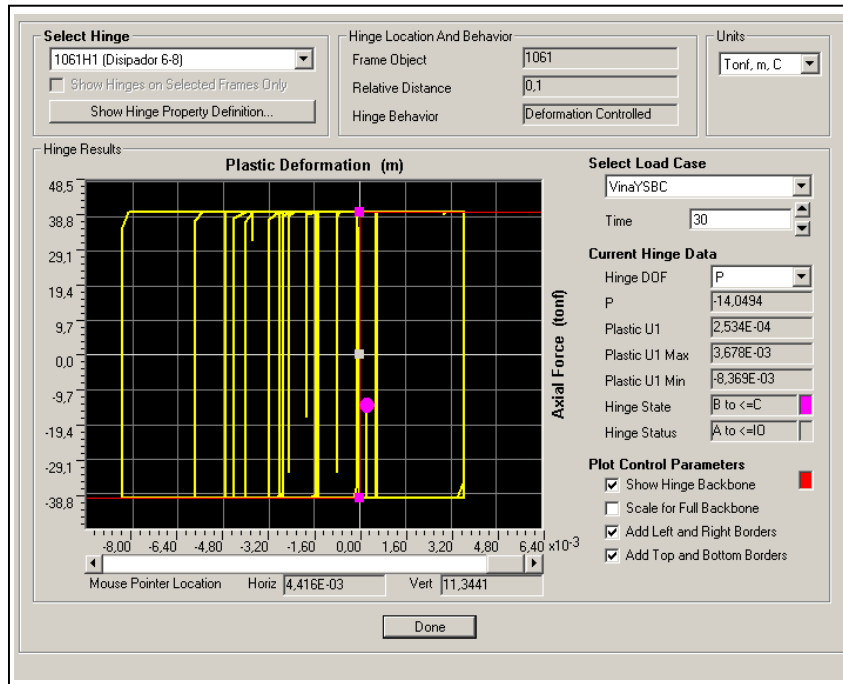 Select Hinge
1061H1 (Disipador 6-8)
Show Hinges on Selected Frames Only
Show Hinge Property Definition...
Hinge Location And Behavior
Frame Object 1061
Relative Distance 0,1
Hinge Behavior Deformation Controlled
Units
Tonf, m, C
Hinge Results
Plastic Deformation (m)
48,5
38,8
29,1
19,4
9,7
0,0
-9,7
-19,4
-29,1
-38,8
-8,00 -6,40 -4,80 -3,20 -1,60 0,00 1,60 3,20 4,80 6,40 x10-3
Axial Force (tonf)
Mouse Pointer Location Horiz 4,416E-03 Vert 11,3441
Select Load Case
VinaYSBC
Time 30
Current Hinge Data
Hinge DOF P
P -14,0494
Plastic U1 2,534E-04
Plastic U1 Max 3,678E-03
Plastic U1 Min -8,369E-03
Hinge State B to <=C
Hinge Status A to <=IO
Plot Control Parameters
Show Hinge Backbone
Scale for Full Backbone
Add Left and Right Borders
Add Top and Bottom Borders
Done